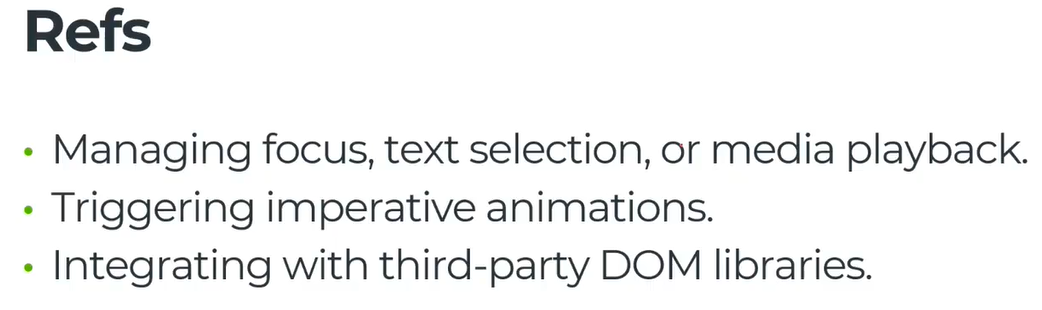 Refs
• Managing focus, text selection, or media playback.
• Triggering imperative animations.
• Integrating with third-party DOM libraries.